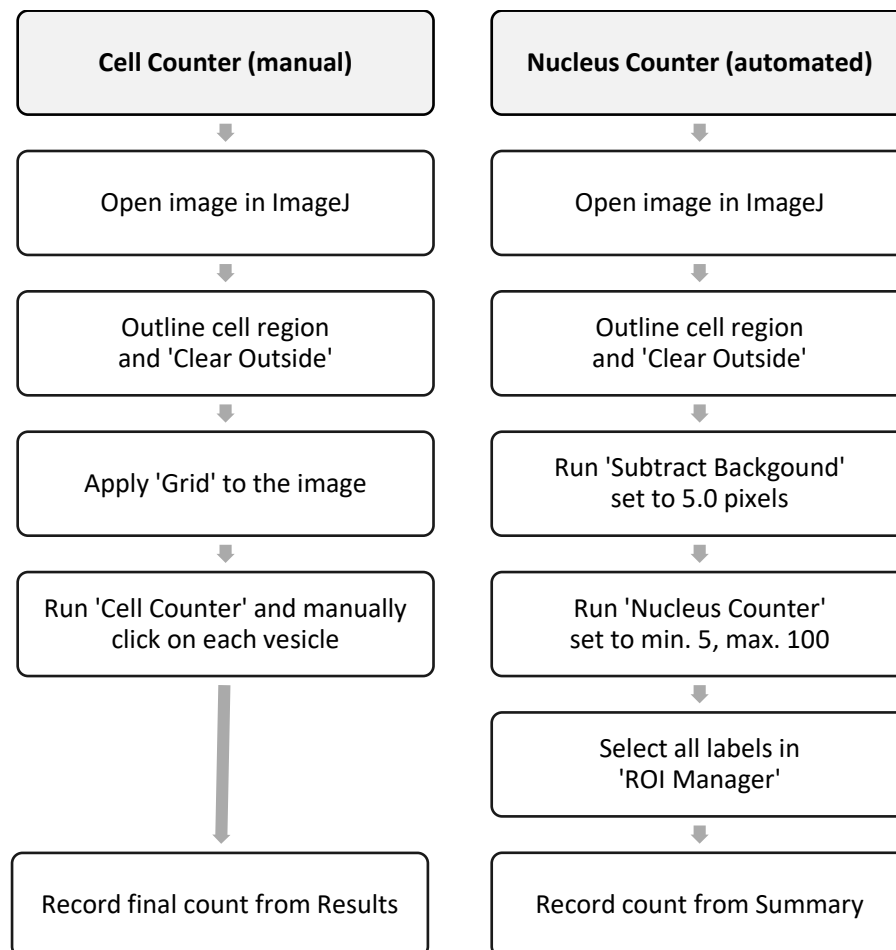 Cell Counter (manual)
Open image in ImageJ
Outline cell region
and 'Clear Outside'
Apply 'Grid' to the image
Run 'Cell Counter' and manually
click on each vesicle
Record final count from Results
Nucleus Counter (automated)
Open image in ImageJ
Outline cell region
and 'Clear Outside'
Run 'Subtract Backgound'
set to 5.0 pixels
Run 'Nucleus Counter'
set to min. 5, max. 100
Select all labels in
'ROI Manager'
Record count from Summary